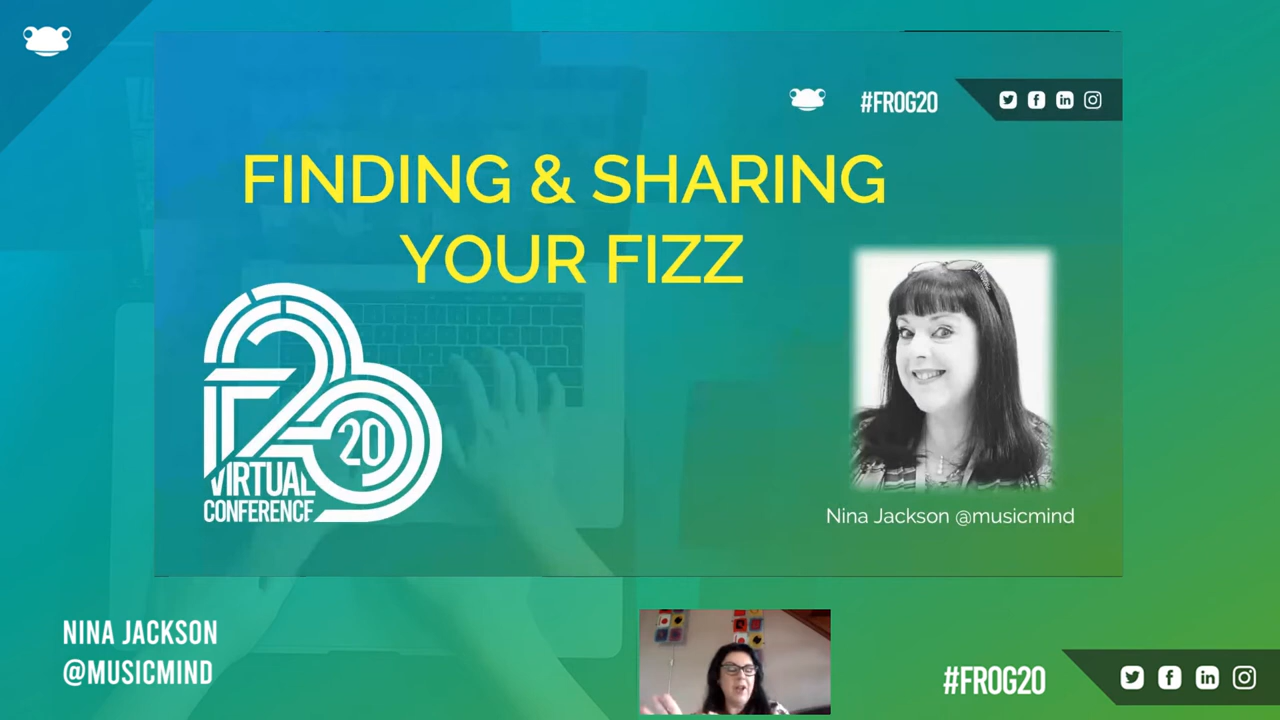 #FROG20
FINDING & SHARING
YOUR FIZZ
20
VIRTUAL
CONFERENCE
Nina Jackson @musicmind
NINA JACKSON
@MUSICMIND
#FROG20